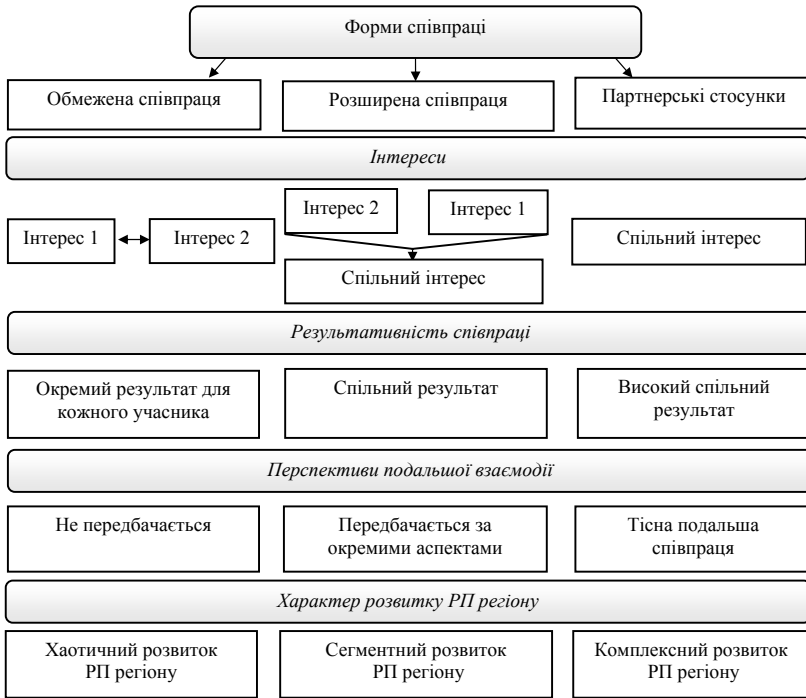 Форми співпраці
Обмежена співпраця
Розширена співпраця
Партнерські стосунки
Інтереси
Інтерес 2
Інтерес 1
Інтерес 1
Інтерес 2
Спільний інтерес
Спільний інтерес
Результативність співпраці
Окремий результат для
кожного учасника
Спільний результат
Високий спільний
результат
Перспективи подальшої взаємодії
Не передбачається
Передбачається за
окремими аспектами
Тісна подальша
співпраця
Характер розвитку РП регіону
Хаотичний розвиток
РП регіону
Сегментний розвиток
РП регіону
Комплексний розвиток
РП регіону